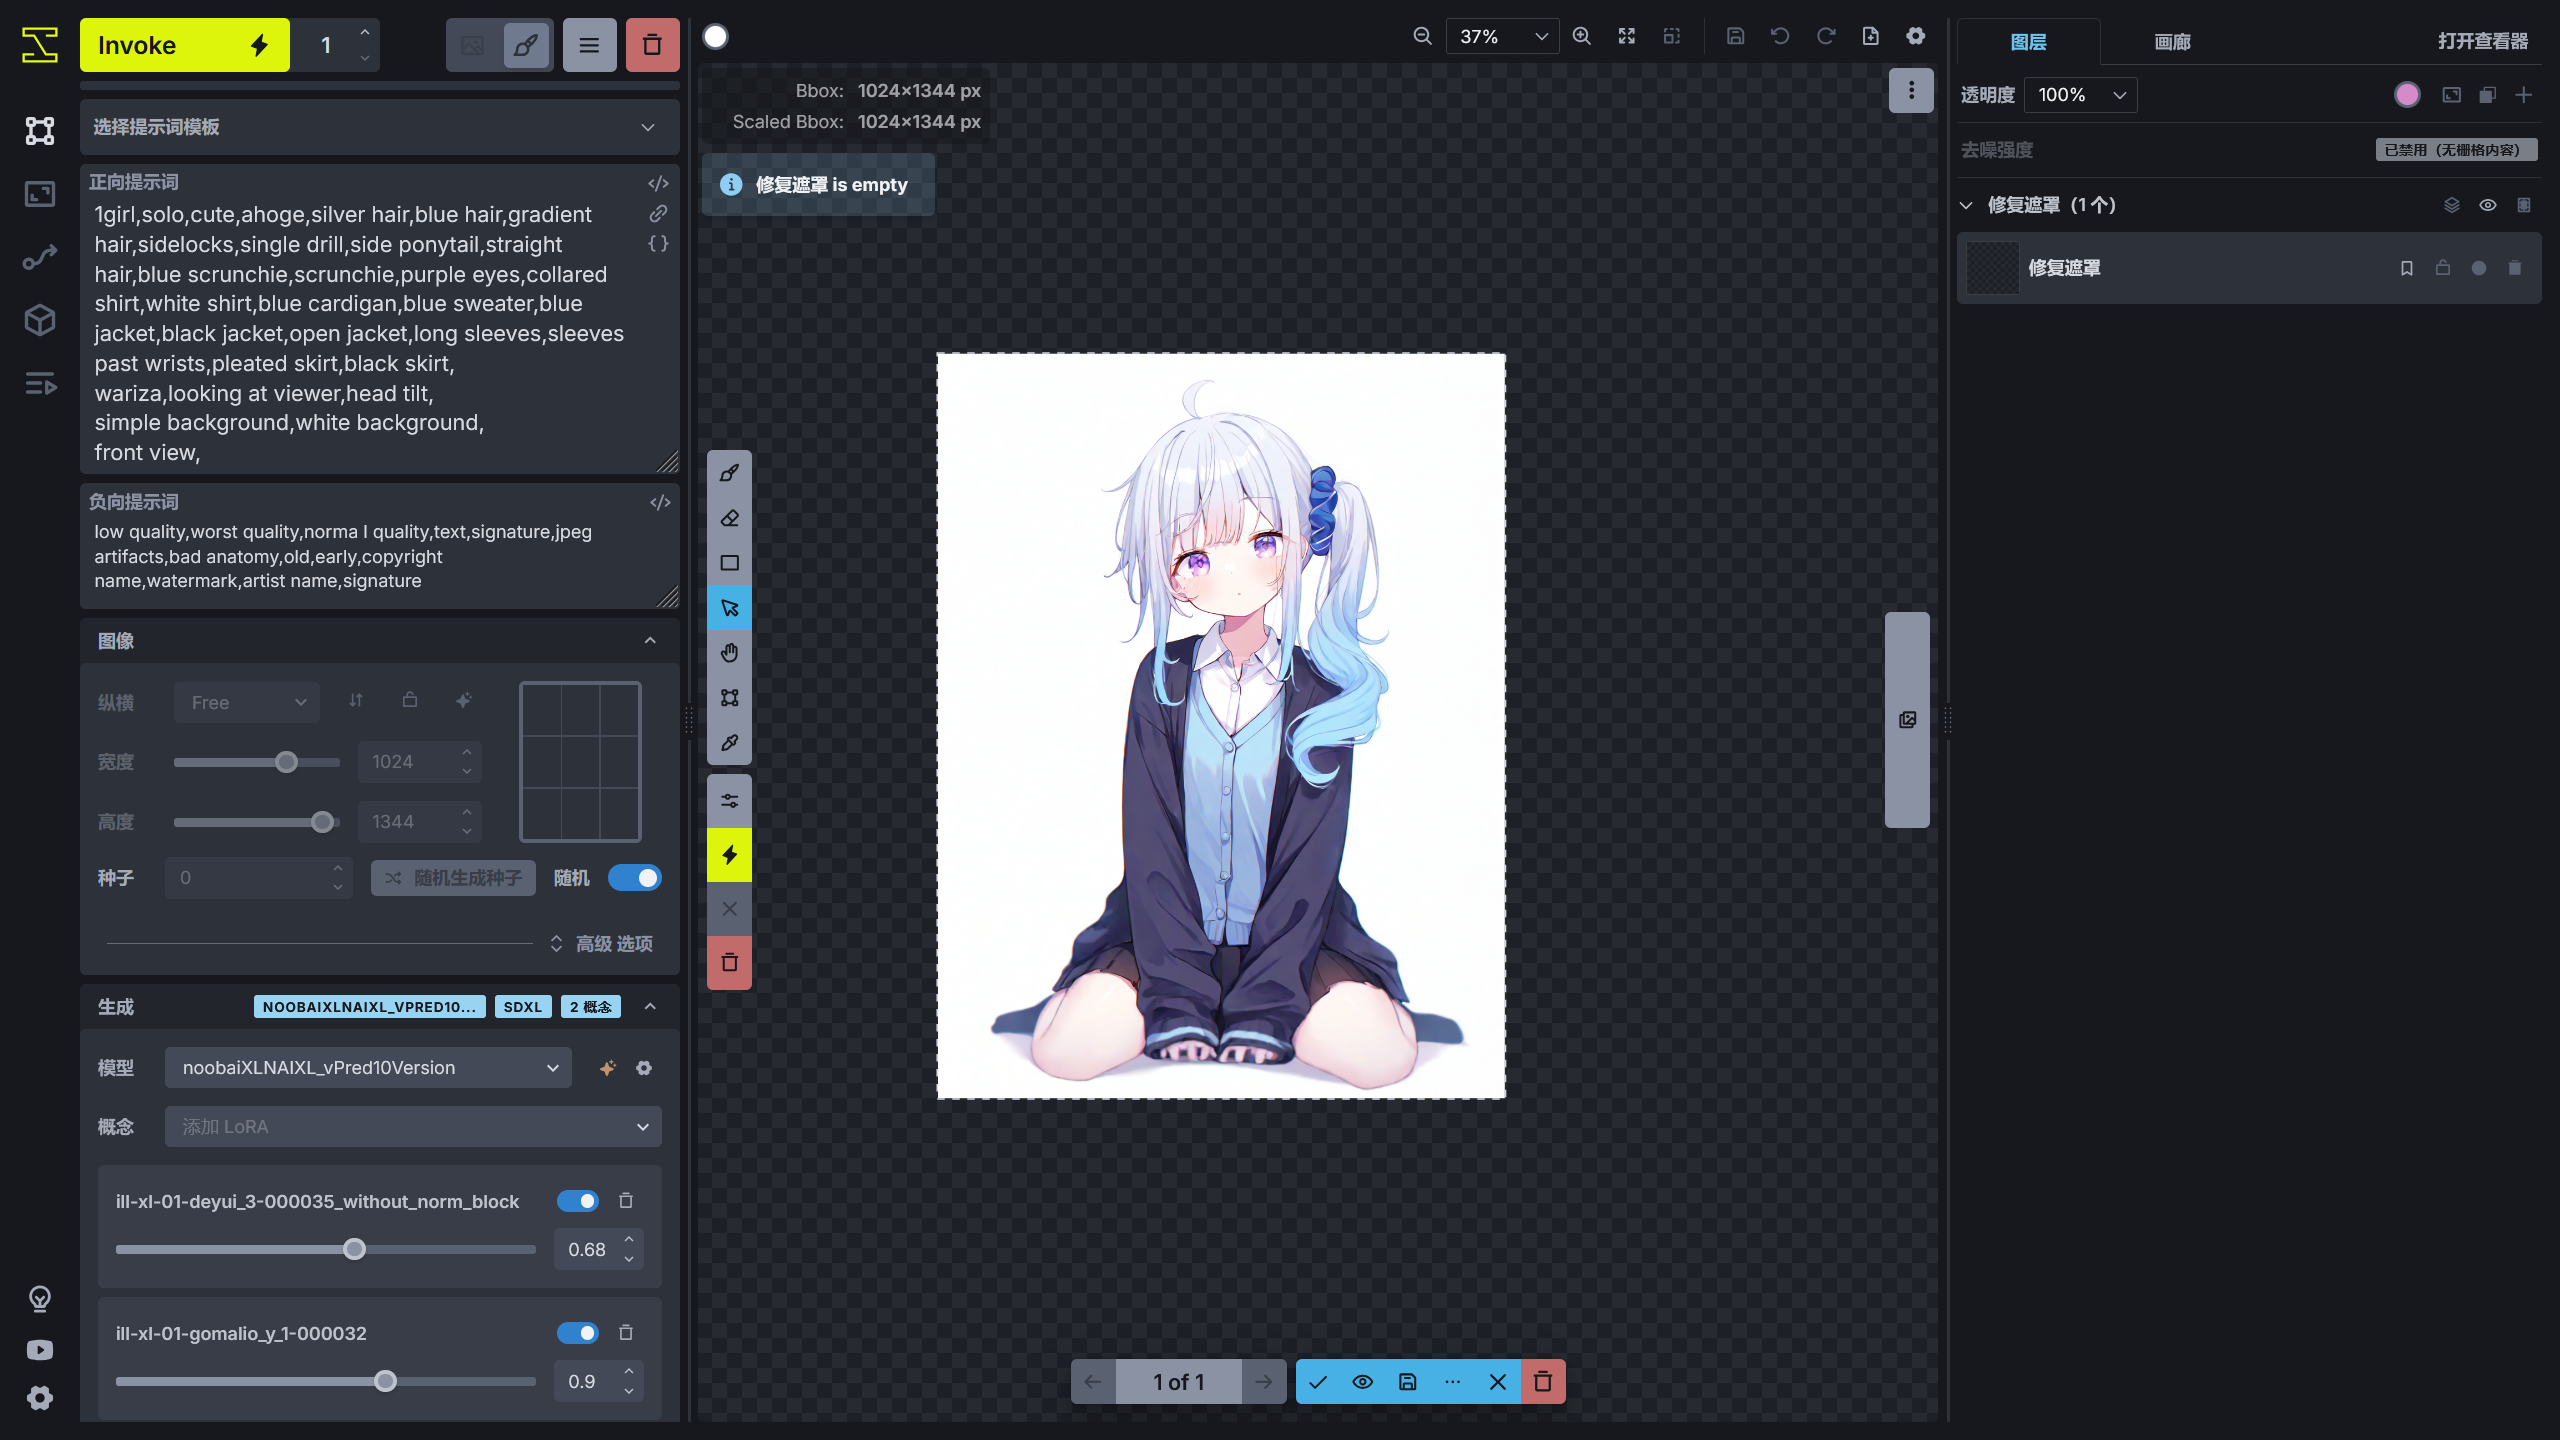 Invoke
1
选择提示词模板
正向提示词
1girl,solo,cute,ahoge,silver hair,blue hair,gradient
hair,sidelocks,single drill,side ponytail,straight
hair,blue scrunchie,scrunchie,purple eyes,collared
shirt,white shirt,blue cardigan,blue sweater,blue
jacket,black jacket,open jacket,long sleeves,sleeves
past wrists,pleated skirt,black skirt,
wariza,looking at viewer,head tilt,
simple background,white background,
front view,
负向提示词
low quality,worst quality,norma l quality,text,signature,jpeg
artifacts,bad anatomy,old,early,copyright
name,watermark,artist name,signature
图像
纵横
Free
宽度
1024
高度
1344
种子
0
随机生成种子
随机
高级 选项
生成
NOOBAIXLNAIXL_VPRED10...
SDXL
2 概念
模型
noobaiXLNAIXL_vPred10Version
概念
添加 LoRA
ill-xl-01-deyui_3-000035_without_norm_block
0.68
ill-xl-01-gomalio_y_1-000032
0.9
37%
Bbox: 1024×1344 px
Scaled Bbox: 1024×1344 px
修复遮罩 is empty
1 of 1
图层
画廊
打开查看器
透明度
100%
去噪强度
已禁用（无栅格内容）
修复遮罩（1 个）
修复遮罩